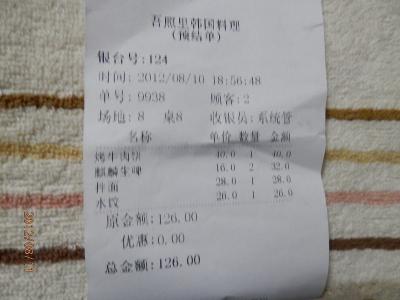 吾照里韩国料理
(预结单)
银台号:124
时间: 2012/08/10 18:56:48
单号: 9938 顾客: 2
场地: 8 桌8 收银员: 系统管
名称 单价 数量 金额
烤牛肉饼 40.0 1 40.0
麒麟生啤 16.0 2 32.0
拌面 28.0 1 28.0
水饺 26.0 1 26.0
原金额: 126.00
优惠: 0.00
总金额: 126.00